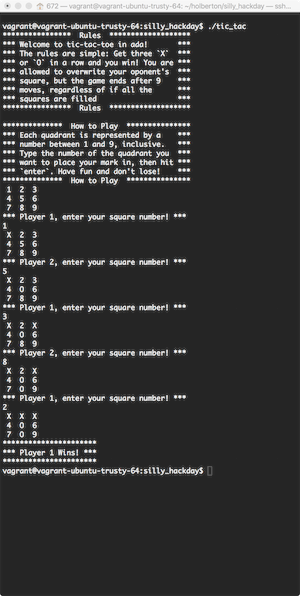 672 — vagrant@vagrant-ubuntu-trusty-64: ~/holberton/silly_hackday — ssh...
vagrant@vagrant-ubuntu-trusty-64:silly_hackday$ ./tic_tac
**************** Rules ****************
*** Welcome to tic-tac-toe in ada! ***
*** The rules are simple: Get three `X` ***
*** or `O` in a row and you win! You are ***
*** allowed to overwrite your oponent's ***
*** square, but the game ends after 9 ***
*** moves, regardless of if all the ***
*** squares are filled ***
**************** Rules ****************
*************** How to Play ***************
*** Each quadrant is represented by a ***
*** number between 1 and 9, inclusive. ***
*** Type the number of the quadrant you ***
*** want to place your mark in, then hit ***
*** `enter`. Have fun and don't lose! ***
*************** How to Play ***************
1 2 3
4 5 6
7 8 9
*** Player 1, enter your square number! ***
1
X 2 3
4 5 6
7 8 9
*** Player 2, enter your square number! ***
5
X 2 3
4 O 6
7 8 9
*** Player 1, enter your square number! ***
3
X 2 X
4 O 6
7 8 9
*** Player 2, enter your square number! ***
8
X 2 X
4 O 6
7 O 9
*** Player 1, enter your square number! ***
2
X X X
4 O 6
7 O 9
***********************
*** Player 1 Wins! ***
***********************
vagrant@vagrant-ubuntu-trusty-64:silly_hackday$